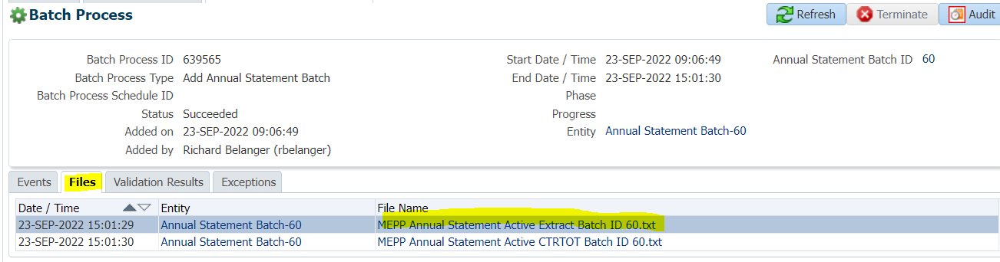 Batch Process
Refresh Terminate Audit
Batch Process ID 639565 Start Date / Time 23-SEP-2022 09:06:49 Annual Statement Batch ID 60
Batch Process Type Add Annual Statement Batch End Date / Time 23-SEP-2022 15:01:30
Batch Process Schedule ID Phase
Status Succeeded Progress
Added on 23-SEP-2022 09:06:49 Entity Annual Statement Batch-60
Added by Richard Belanger (rbelanger)
Events Files Validation Results Exceptions
Date / Time Entity File Name
23-SEP-2022 15:01:29 Annual Statement Batch-60 MEPP Annual Statement Active Extract Batch ID 60.txt
23-SEP-2022 15:01:30 Annual Statement Batch-60 MEPP Annual Statement Active CTRTOT Batch ID 60.txt